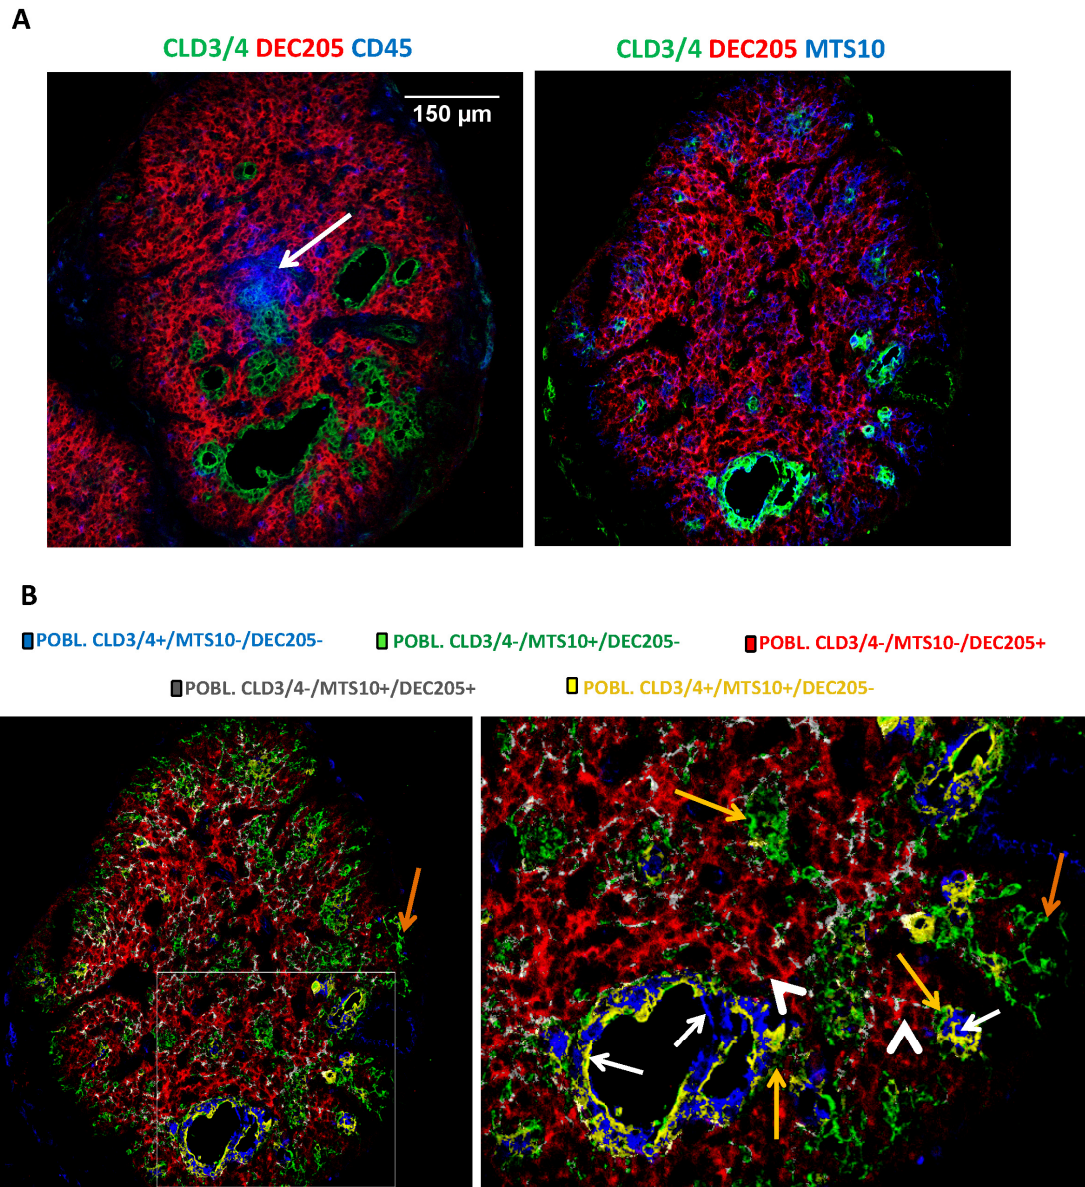 A
CLD3/4 DEC205 CD45
CLD3/4 DEC205 MTS10
150 µm
B
POBL. CLD3/4+/MTS10-/DEC205-
POBL. CLD3/4-/MTS10+/DEC205-
POBL. CLD3/4-/MTS10-/DEC205+
POBL. CLD3/4-/MTS10+/DEC205+
POBL. CLD3/4+/MTS10+/DEC205-